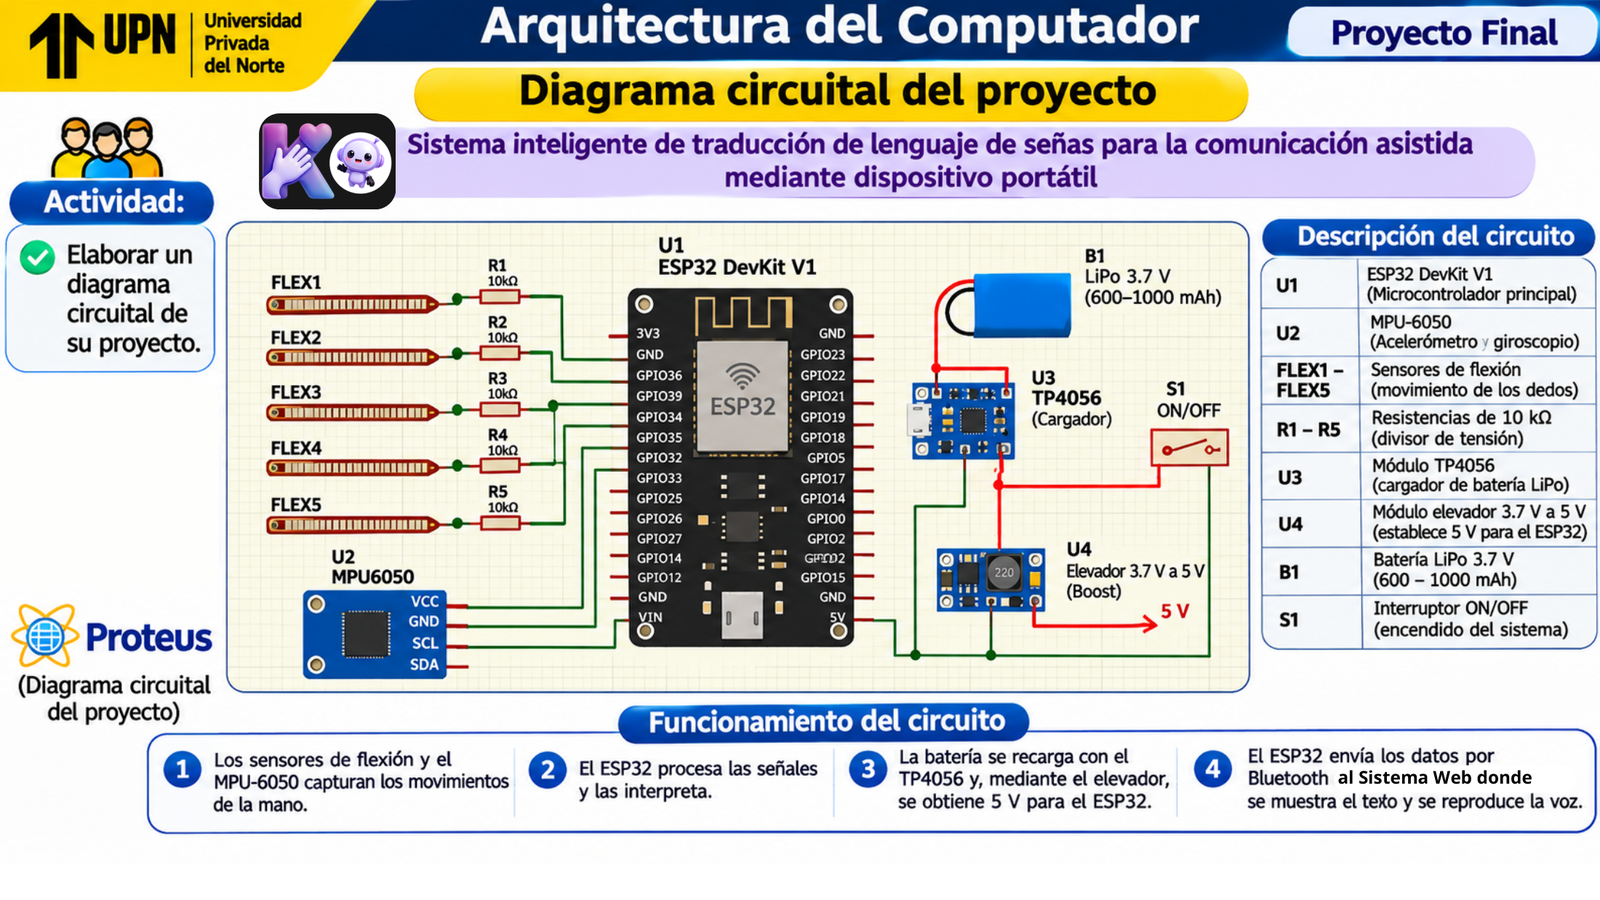 UPN
Universidad
Privada
del Norte
Arquitectura del Computador
Proyecto Final
Diagrama circuital del proyecto
Sistema inteligente de traducción de lenguaje de señas para la comunicación asistida
mediante dispositivo portátil
Actividad:
Elaborar un
diagrama
circuital de
su proyecto.
Proteus
(Diagrama circuital
del proyecto)
FLEX1
FLEX2
FLEX3
FLEX4
FLEX5
R1
10kΩ
R2
10kΩ
R3
10kΩ
R4
10kΩ
R5
10kΩ
U2
MPU6050
VCC
GND
SCL
SDA
U1
ESP32 DevKit V1
3V3
GND
GPIO36
GPIO39
GPIO34
GPIO35
GPIO32
GPIO33
GPIO25
GPIO26
GPIO27
GPIO14
GPIO12
GND
VIN
ESP32
GND
GPIO23
GPIO22
GPIO21
GPIO19
GPIO18
GPIO5
GPIO17
GPIO14
GPIO0
GPIO2
GPIO15
GND
5V
B1
LiPo 3.7 V
(600–1000 mAh)
U3
TP4056
(Cargador)
S1
ON/OFF
U4
Elevador 3.7 V a 5 V
(Boost)
220
5 V
Descripción del circuito
U1
ESP32 DevKit V1
(Microcontrolador principal)
U2
MPU-6050
(Acelerómetro y giroscopio)
FLEX1 –
FLEX5
Sensores de flexión
(movimiento de los dedos)
R1 – R5
Resistencias de 10 kΩ
(divisor de tensión)
U3
Módulo TP4056
(cargador de batería LiPo)
U4
Módulo elevador 3.7 V a 5 V
(establece 5 V para el ESP32)
B1
Batería LiPo 3.7 V
(600 – 1000 mAh)
S1
Interruptor ON/OFF
(encendido del sistema)
Funcionamiento del circuito
1
Los sensores de flexión y el
MPU-6050 capturan los movimientos
de la mano.
2
El ESP32 procesa las señales
y las interpreta.
3
La batería se recarga con el
TP4056 y, mediante el elevador,
se obtiene 5 V para el ESP32.
4
El ESP32 envía los datos por
Bluetooth al Sistema Web donde
se muestra el texto y se reproduce la voz.